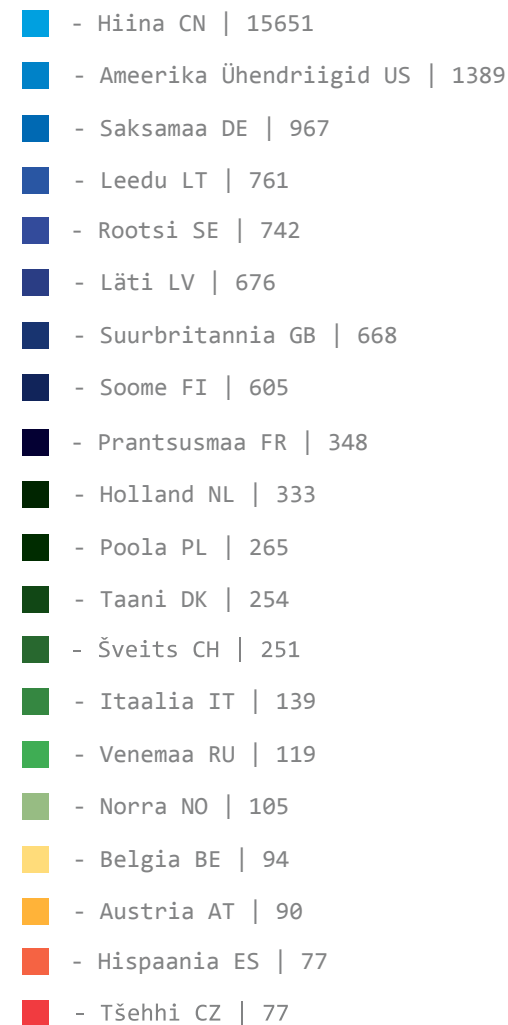 - Hiina CN | 15651
- Ameerika Ühendriigid US | 1389
- Saksamaa DE | 967
- Leedu LT | 761
- Rootsi SE | 742
- Läti LV | 676
- Suurbritannia GB | 668
- Soome FI | 605
- Prantsusmaa FR | 348
- Holland NL | 333
- Poola PL | 265
- Taani DK | 254
- Šveits CH | 251
- Itaalia IT | 139
- Venemaa RU | 119
- Norra NO | 105
- Belgia BE | 94
- Austria AT | 90
- Hispaania ES | 77
- Tšehhi CZ | 77